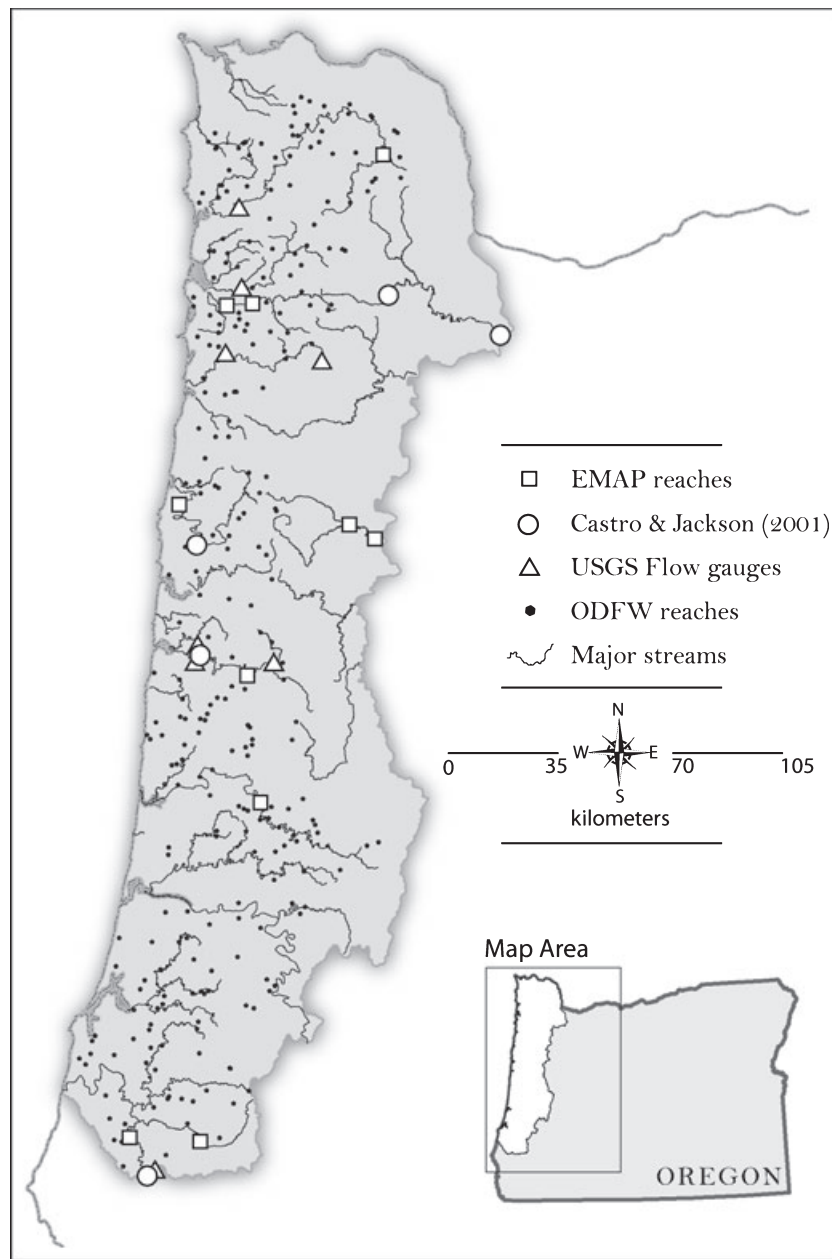 EMAP reaches
Castro & Jackson (2001)
USGS Flow gauges
ODFW reaches
Major streams
N
W E
S
0 35 70 105
kilometers
Map Area
OREGON